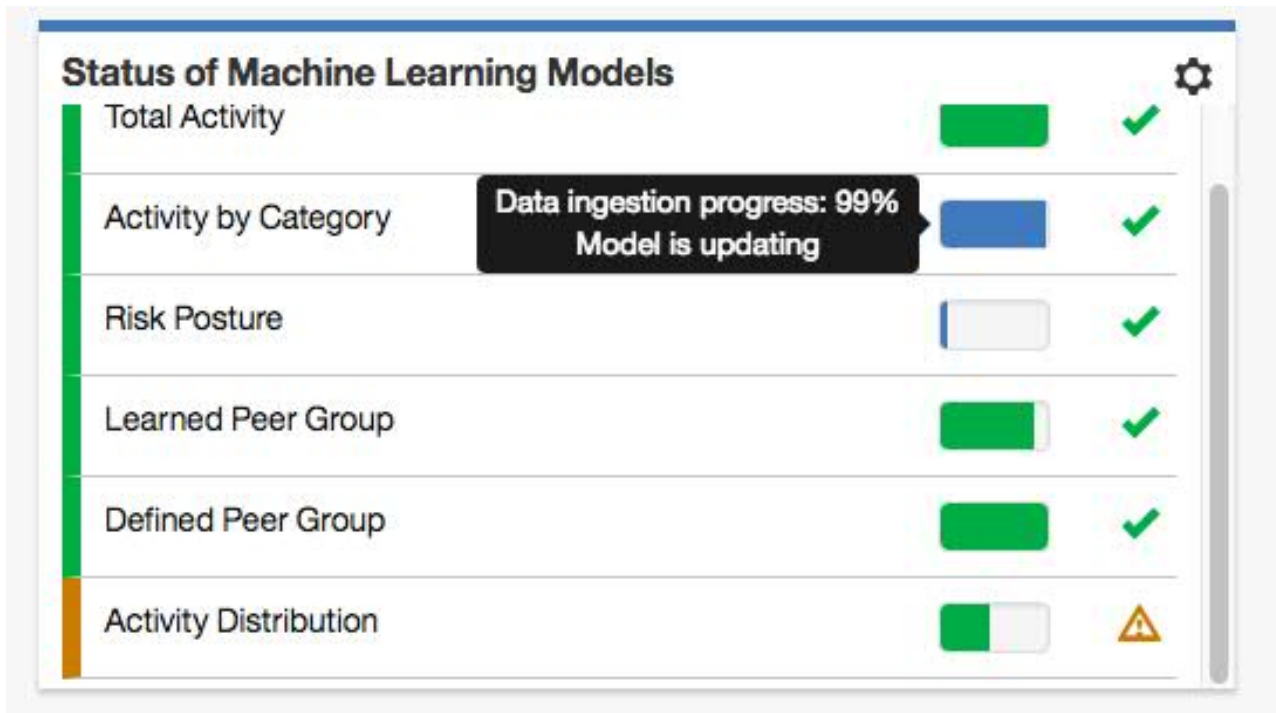 Status of Machine Learning Models
Total Activity
Activity by Category
Data ingestion progress: 99%
Model is updating
Risk Posture
Learned Peer Group
Defined Peer Group
Activity Distribution